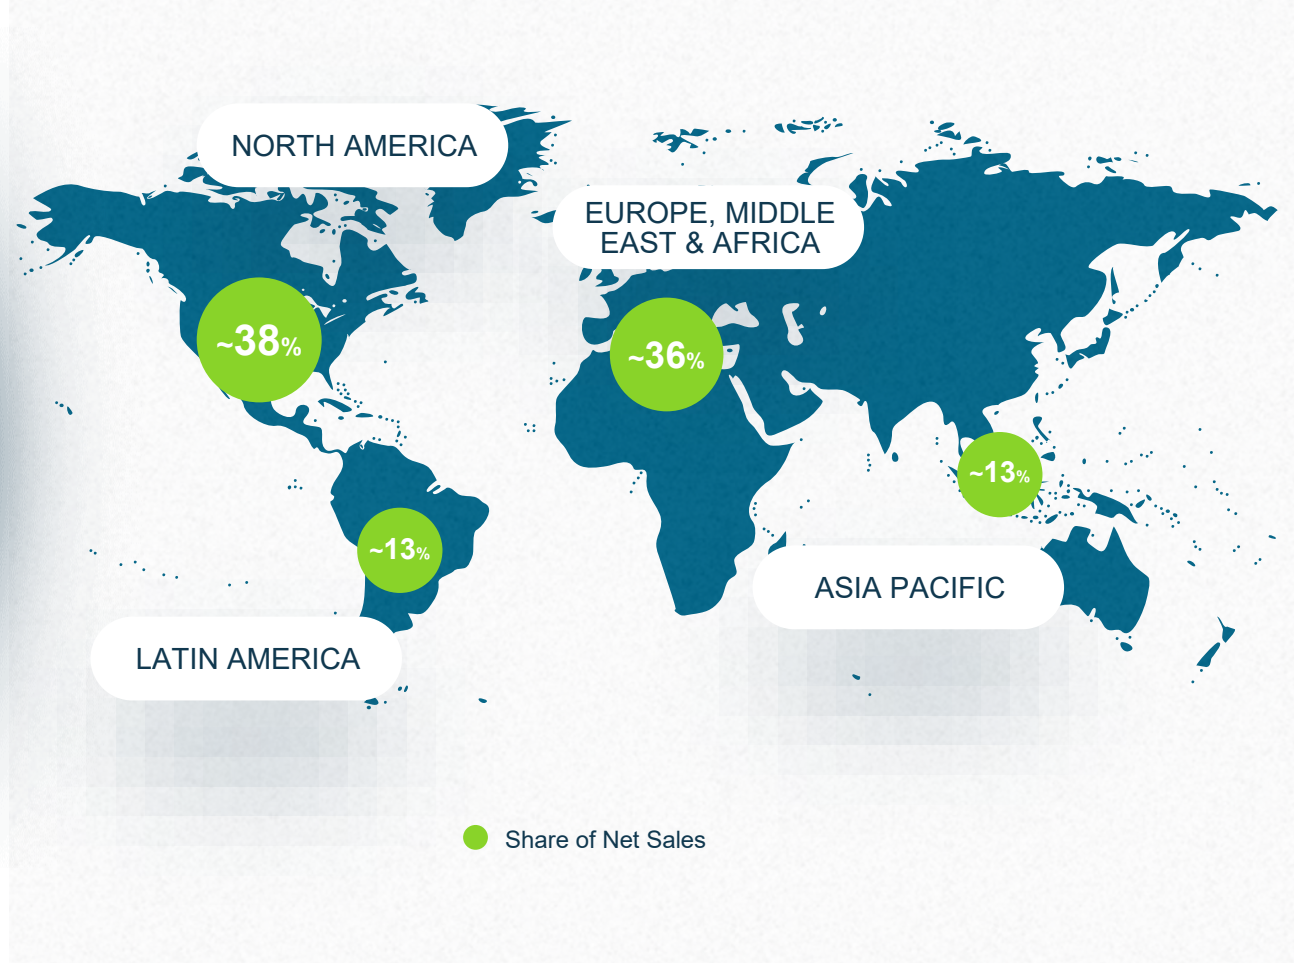 NORTH AMERICA
EUROPE, MIDDLE
EAST & AFRICA
~38%
~36%
~13%
~13%
ASIA PACIFIC
LATIN AMERICA
Share of Net Sales